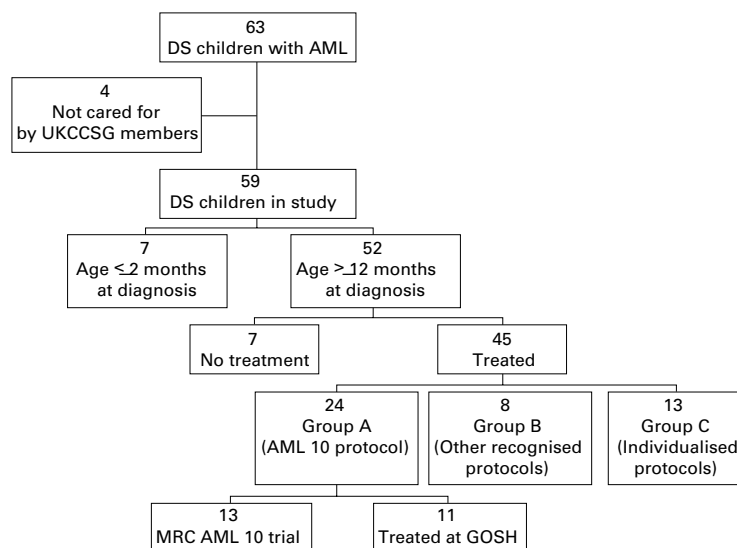 63
DS children with AML
4
Not cared for
by UKCCSG members
59
DS children in study
7
Age ≤2 months
at diagnosis
52
Age ≥12 months
at diagnosis
7
No treatment
45
Treated
24
Group A
(AML 10 protocol)
8
Group B
(Other recognised
protocols)
13
Group C
(Individualised
protocols)
13
MRC AML 10 trial
11
Treated at GOSH